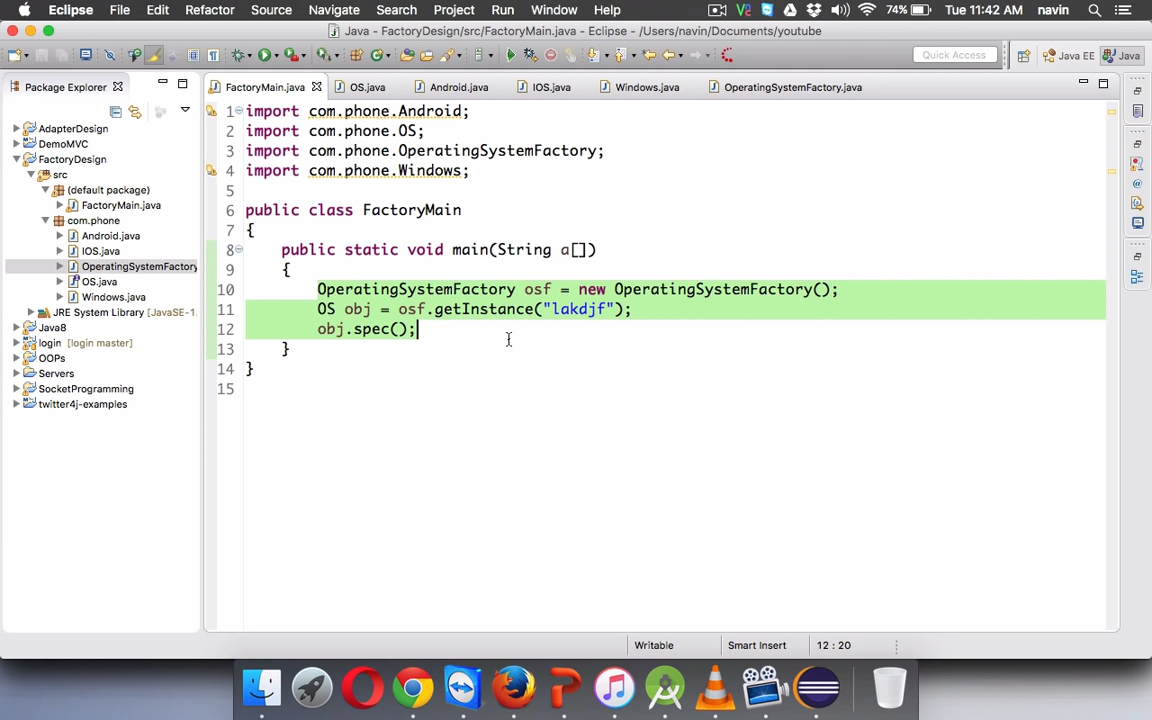 Eclipse File Edit Refactor Source Navigate Search Project Run Window Help 74% Tue 11:42 AM navin
Java - FactoryDesign/src/FactoryMain.java - Eclipse - /Users/navin/Documents/youtube
Quick Access Java EE Java
Package Explorer
FactoryMain.java OS.java Android.java IOS.java Windows.java OperatingSystemFactory.java
AdapterDesign
DemoMVC
FactoryDesign
src
(default package)
FactoryMain.java
com.phone
Android.java
IOS.java
OperatingSystemFactory
OS.java
Windows.java
JRE System Library [JavaSE-1
Java8
login [login master]
OOPs
Servers
SocketProgramming
twitter4j-examples
1 import com.phone.Android;
2 import com.phone.OS;
3 import com.phone.OperatingSystemFactory;
4 import com.phone.Windows;
5
6 public class FactoryMain
7 {
8 public static void main(String a[])
9 {
10 OperatingSystemFactory osf = new OperatingSystemFactory();
11 OS obj = osf.getInstance("lakdjf");
12 obj.spec();
13 }
14 }
15
Writable Smart Insert 12 : 20